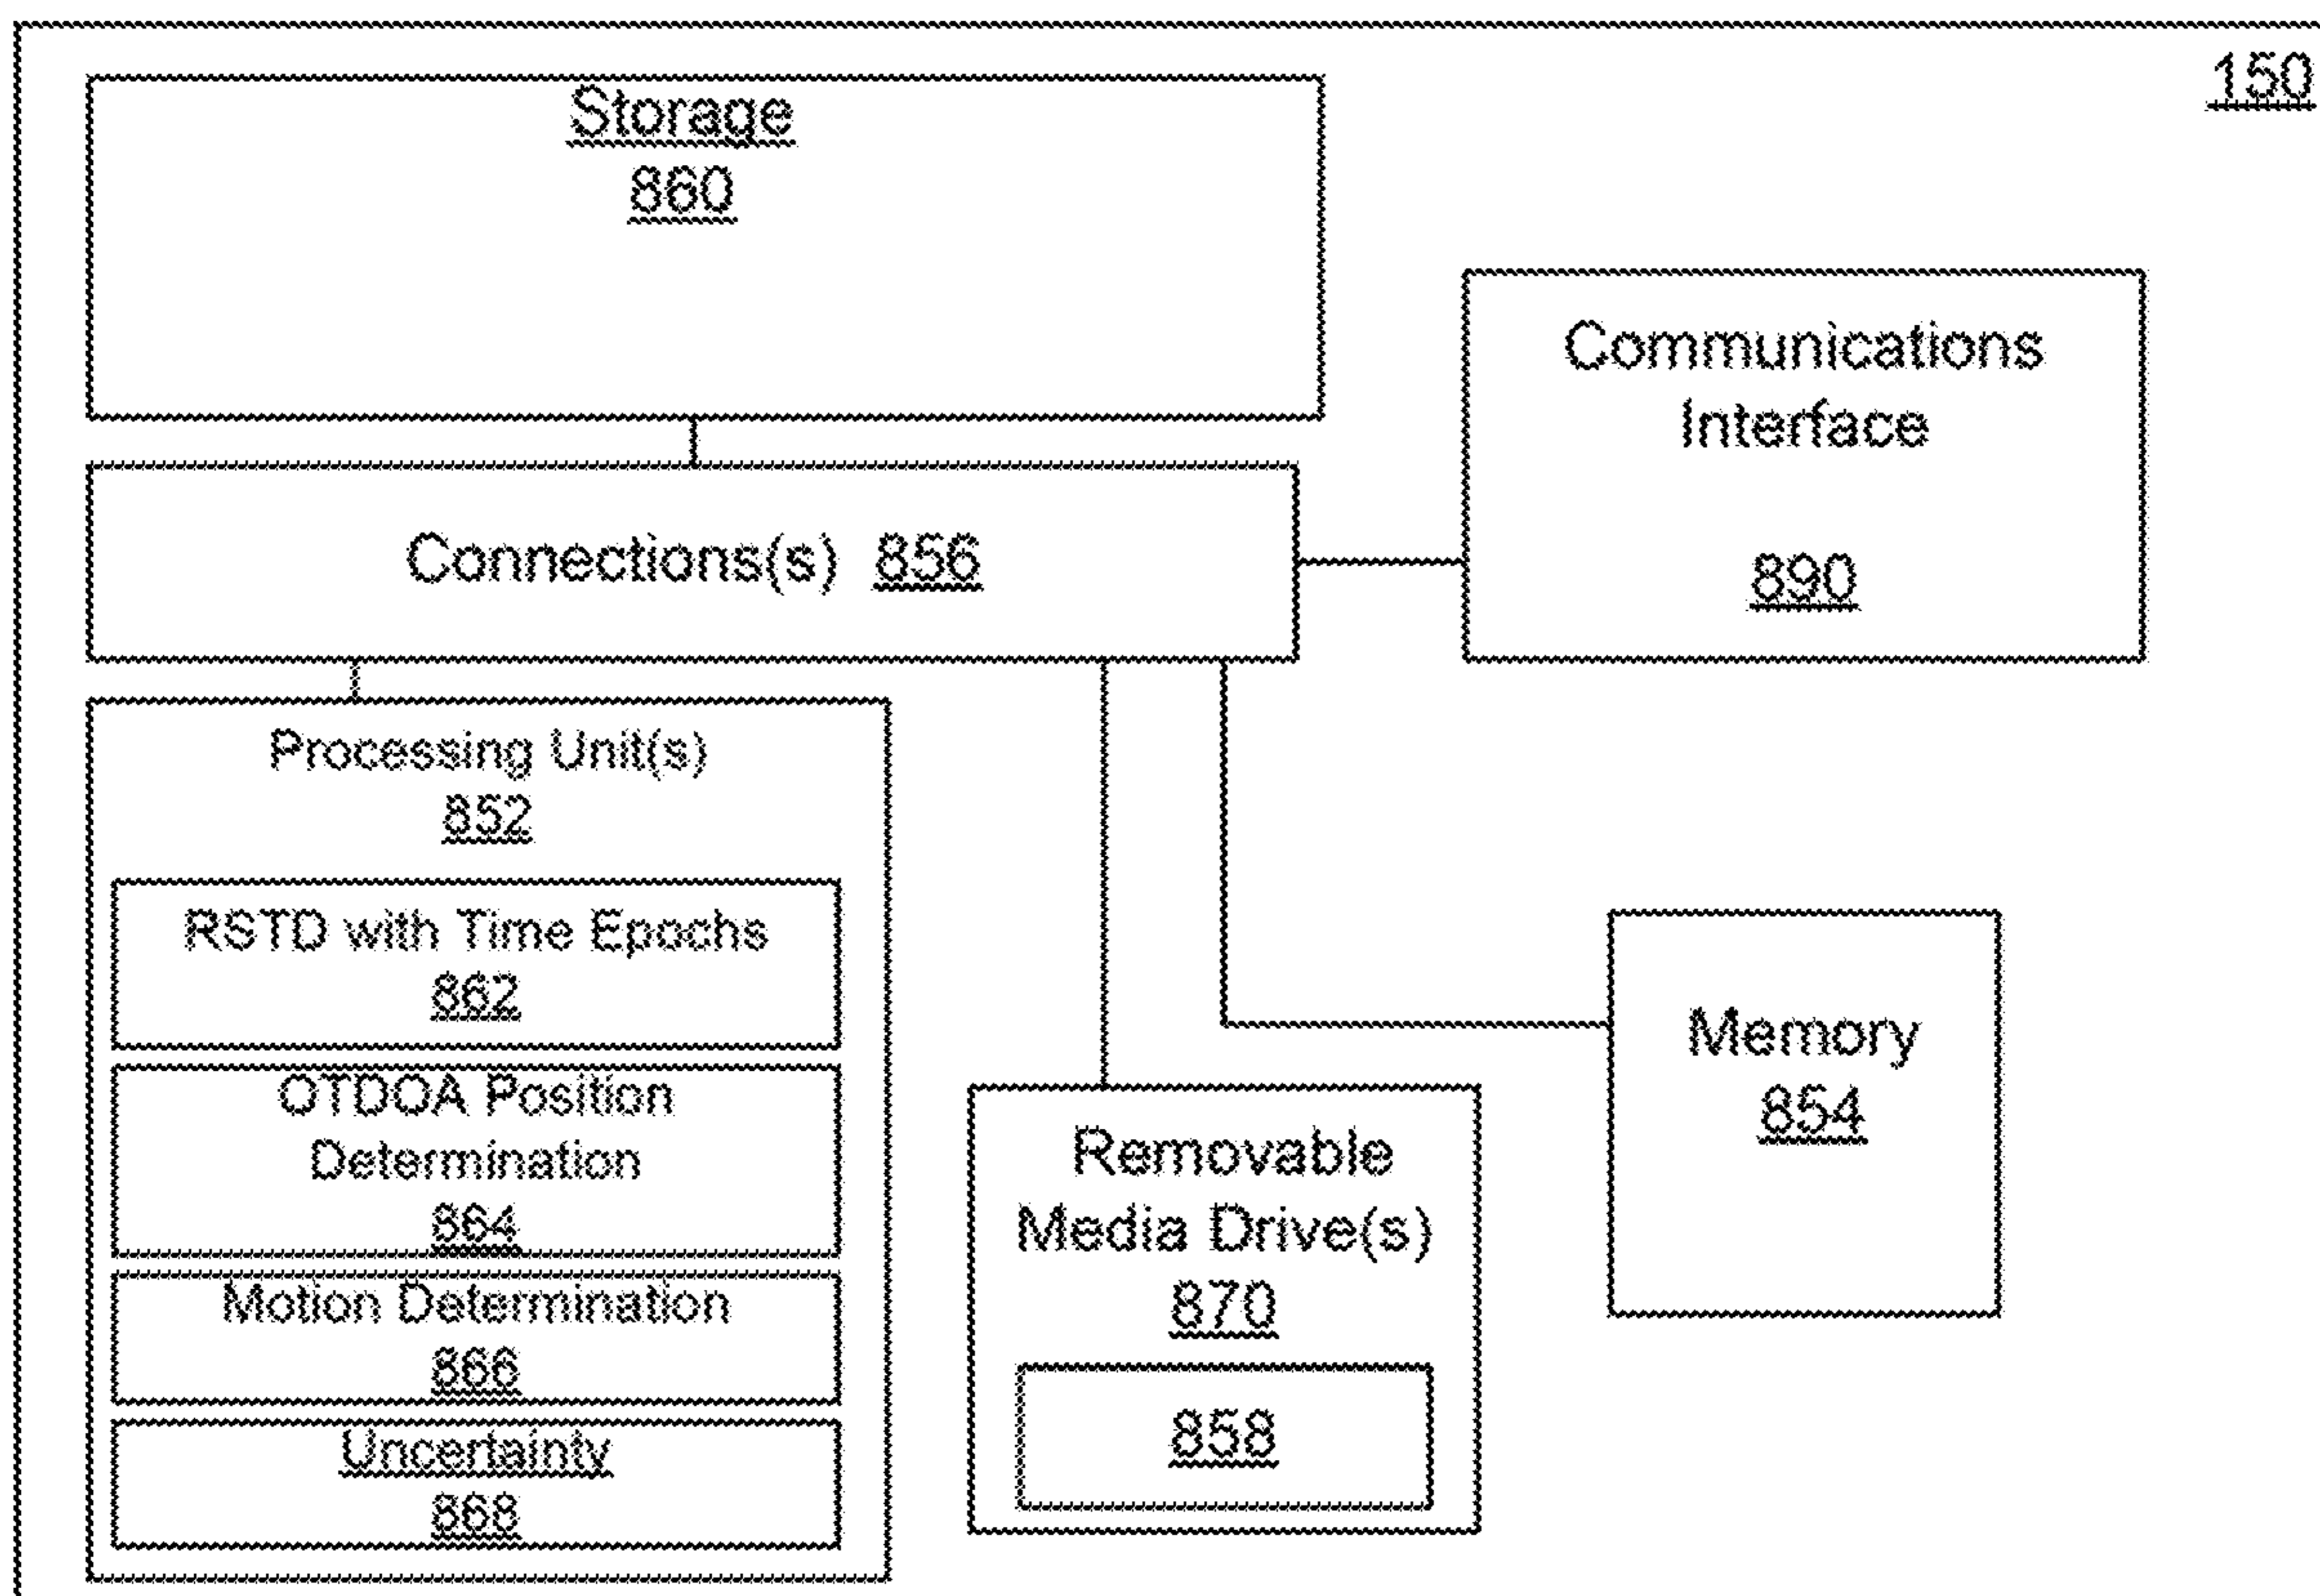 150
Storage
860
Communications
Interface
890
Connections(s) 856
Processing Unit(s)
852
RSTD with Time Epochs
862
OTDOA Position
Determination
864
Motion Determination
866
Uncertainty
868
Removable
Media Drive(s)
870
858
Memory
854